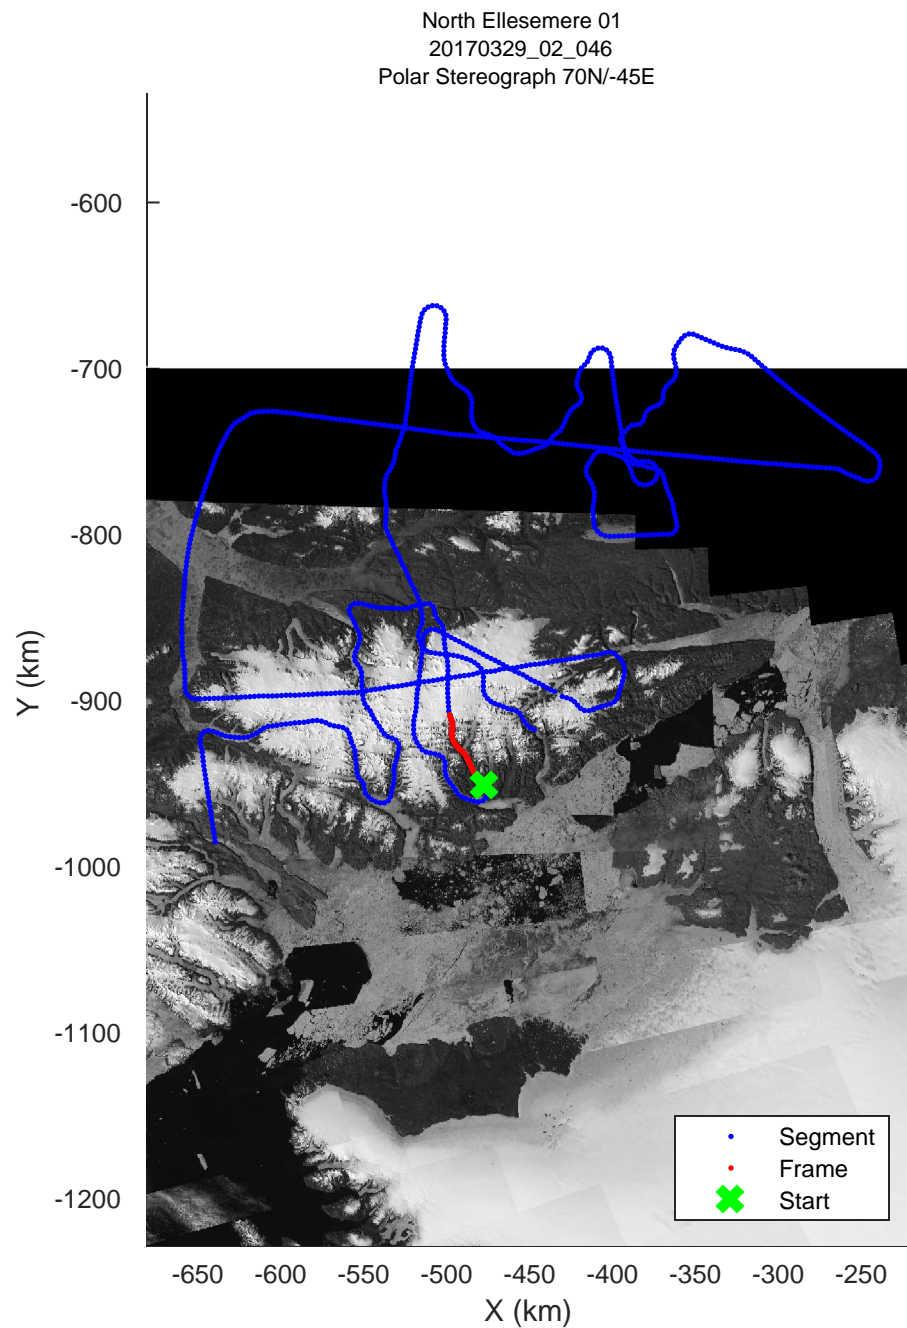 North Ellesemere 01
20170329_02_046
Polar Stereograph 70N/-45E
-600
-700
-800
-900
-1000
-1100
-1200
Y (km)
Segment
Frame
Start
-650 -600 -550 -500 -450 -400 -350 -300 -250
X (km)